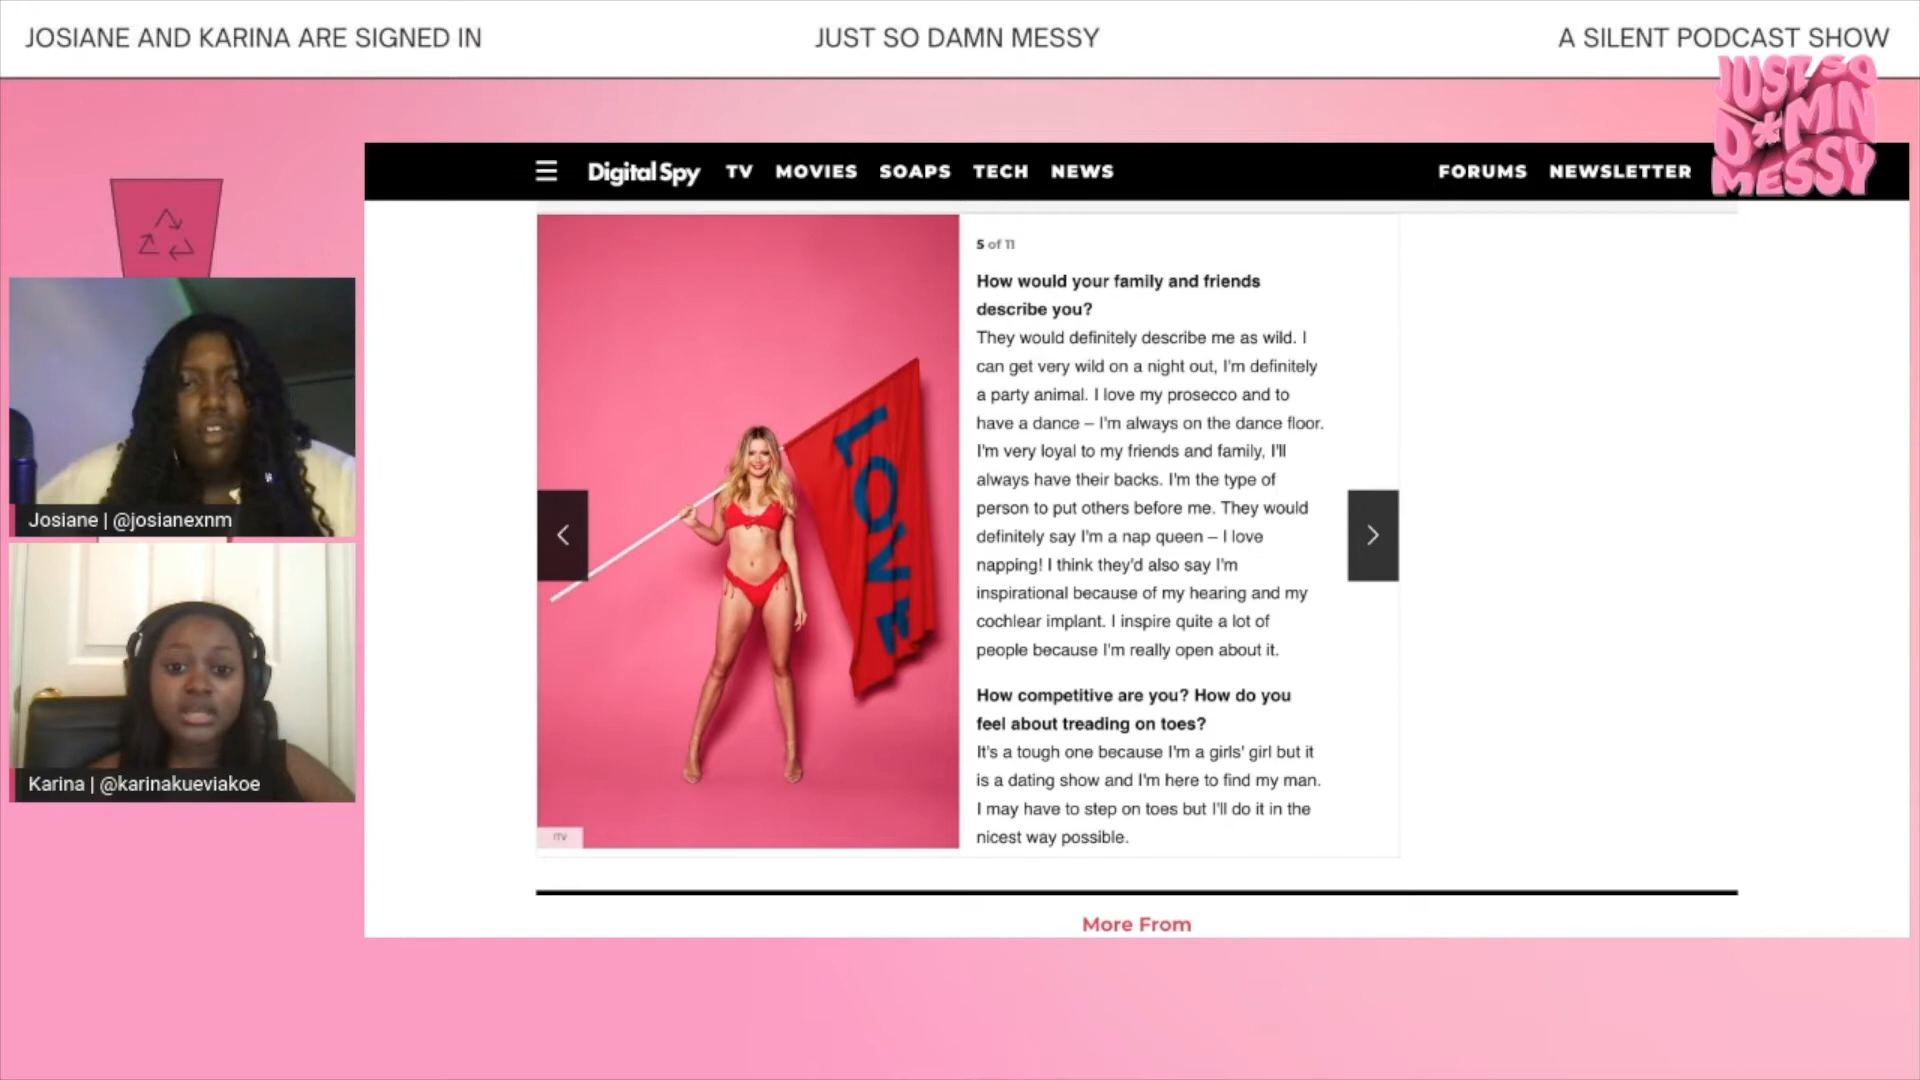 JOSIANE AND KARINA ARE SIGNED IN
JUST SO DAMN MESSY
A SILENT PODCAST SHOW
JUST SO
D*MN
MESSY
Digital Spy
TV
MOVIES
SOAPS
TECH
NEWS
FORUMS
NEWSLETTER
LOVE
ITV
5 of 11
How would your family and friends
describe you?
They would definitely describe me as wild. I
can get very wild on a night out, I'm definitely
a party animal. I love my prosecco and to
have a dance – I'm always on the dance floor.
I'm very loyal to my friends and family, I'll
always have their backs. I'm the type of
person to put others before me. They would
definitely say I'm a nap queen – I love
napping! I think they'd also say I'm
inspirational because of my hearing and my
cochlear implant. I inspire quite a lot of
people because I'm really open about it.
How competitive are you? How do you
feel about treading on toes?
It's a tough one because I'm a girls' girl but it
is a dating show and I'm here to find my man.
I may have to step on toes but I'll do it in the
nicest way possible.
More From
Josiane | @josianexnm
Karina | @karinakueviakoe